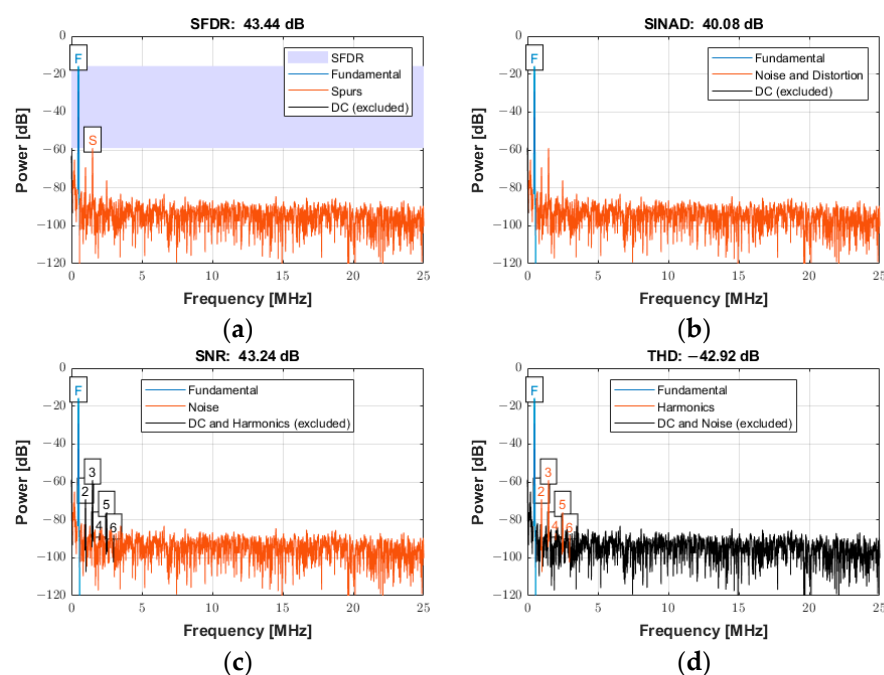 SFDR: 43.44 dB
0
−20
−40
−60
−80
−100
−120
Power [dB]
F
S
SFDR
Fundamental
Spurs
DC (excluded)
0 5 10 15 20 25
Frequency [MHz]
(a)
SINAD: 40.08 dB
0
−20
−40
−60
−80
−100
−120
Power [dB]
F
Fundamental
Noise and Distortion
DC (excluded)
0 5 10 15 20 25
Frequency [MHz]
(b)
SNR: 43.24 dB
0
−20
−40
−60
−80
−100
−120
Power [dB]
F
2
3
4
5
6
Fundamental
Noise
DC and Harmonics (excluded)
0 5 10 15 20 25
Frequency [MHz]
(c)
THD: −42.92 dB
0
−20
−40
−60
−80
−100
−120
Power [dB]
F
2
3
4
5
6
Fundamental
Harmonics
DC and Noise (excluded)
0 5 10 15 20 25
Frequency [MHz]
(d)